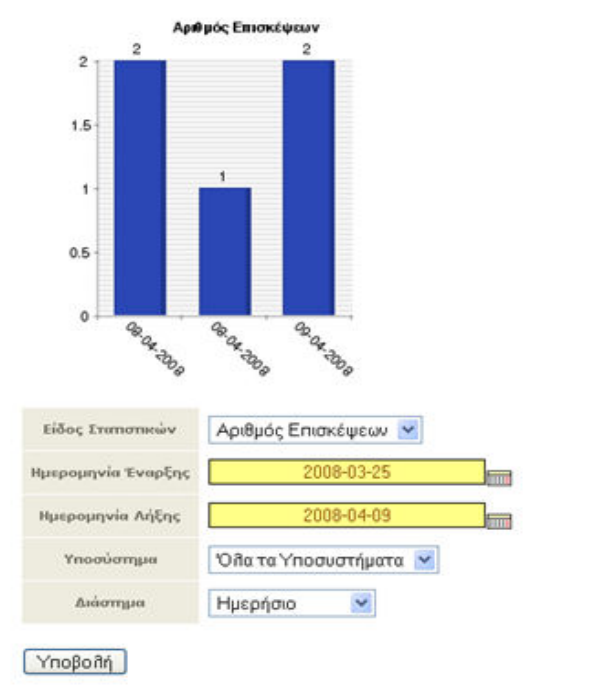 Αριθμός Επισκέψεων
2
2
2
1.5
1
1
0.5
0
08-04-2008
08-04-2008
09-04-2008
Είδος Στατιστικών
Αριθμός Επισκέψεων
Ημερομηνία Έναρξης
2008-03-25
Ημερομηνία Λήξης
2008-04-09
Υποσύστημα
Όλα τα Υποσυστήματα
Διάστημα
Ημερήσιο
Υποβολή